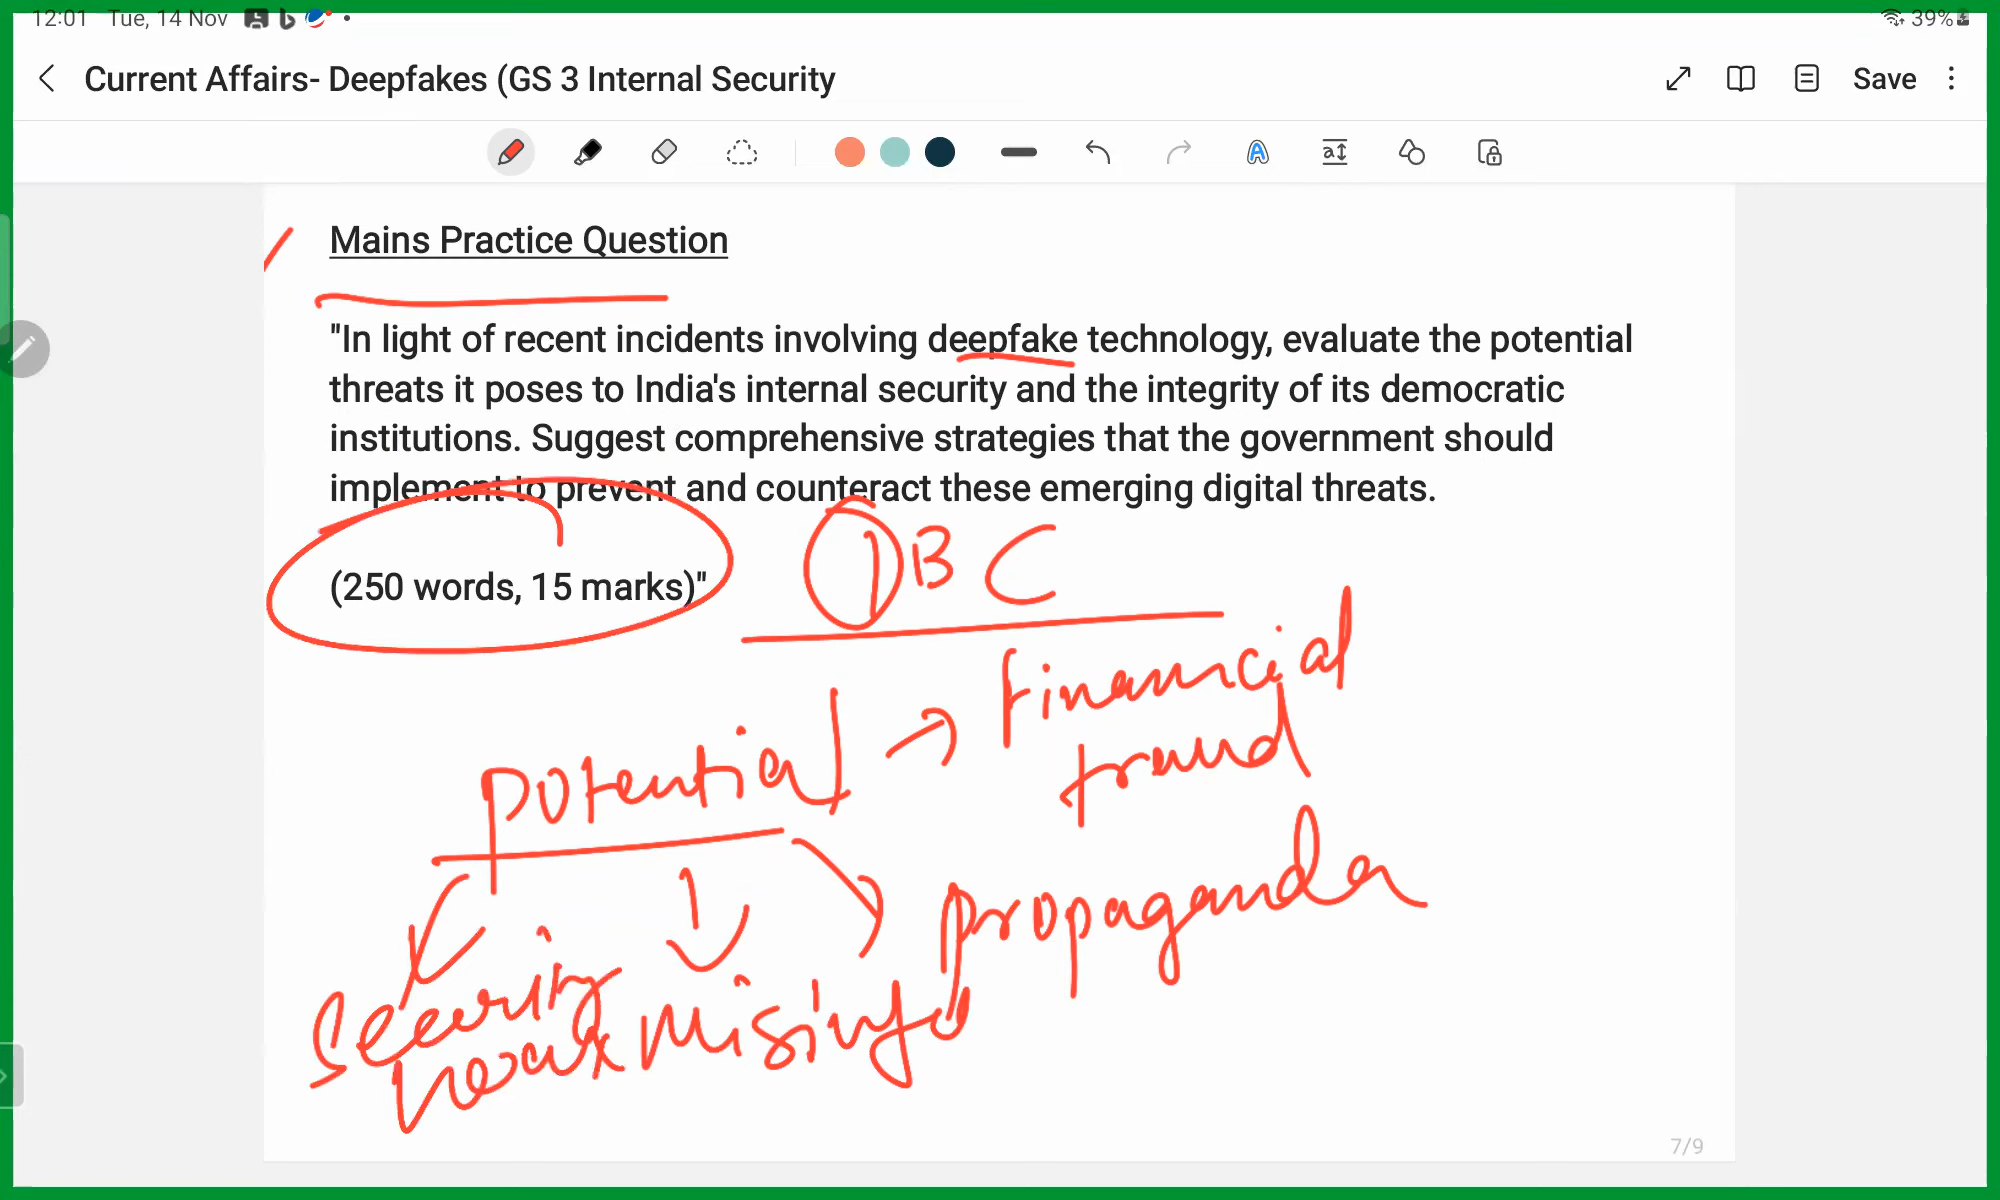 12:01 Tue, 14 Nov
39%
Current Affairs- Deepfakes (GS 3 Internal Security
Save
Mains Practice Question
"In light of recent incidents involving deepfake technology, evaluate the potential
threats it poses to India's internal security and the integrity of its democratic
institutions. Suggest comprehensive strategies that the government should
implement to prevent and counteract these emerging digital threats.
(250 words, 15 marks)"
IBC
Potential → Financial
fraud
propaganda
Security
misinfo
7/9